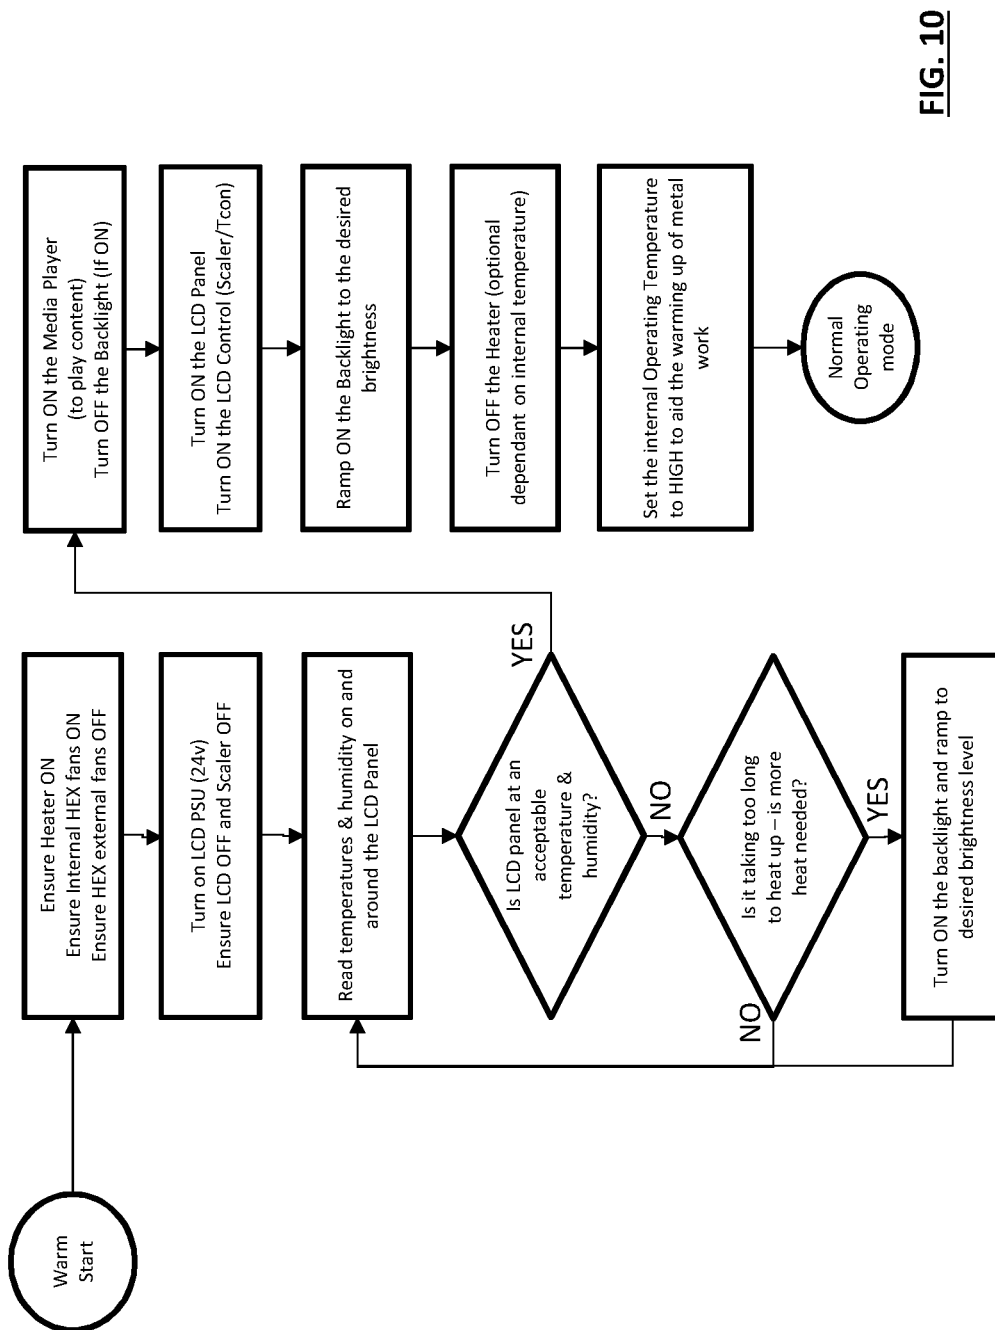 Warm
Start
Ensure Heater ON
Ensure Internal HEX fans ON
Ensure HEX external fans OFF
Turn on LCD PSU (24v)
Ensure LCD OFF and Scaler OFF
Read temperatures & humidity on and
around the LCD Panel
Is LCD panel at an
acceptable
temperature &
humidity?
YES
NO
Is it taking too long
to heat up – is more
heat needed?
NO
YES
Turn ON the backlight and ramp to
desired brightness level
Turn ON the Media Player
(to play content)
Turn OFF the Backlight (If ON)
Turn ON the LCD Panel
Turn ON the LCD Control (Scaler/Tcon)
Ramp ON the Backlight to the desired
brightness
Turn OFF the Heater (optional
dependant on internal temperature)
Set the internal Operating Temperature
to HIGH to aid the warming up of metal
work
Normal
Operating
mode
FIG. 10